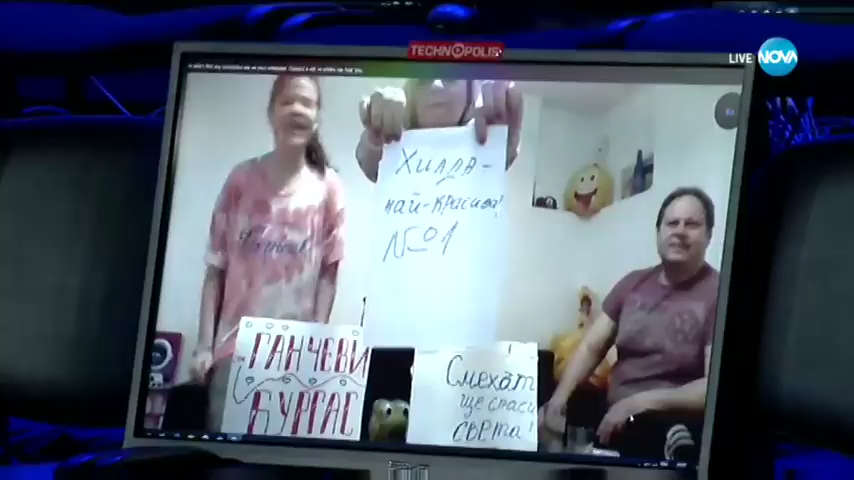 TECHNOPOLIS
LIVE NOVA
ХИЛДА-
най-красива!
№1
ГАНЧЕВИ
БУРГАС
Смехът
ще спаси
света!